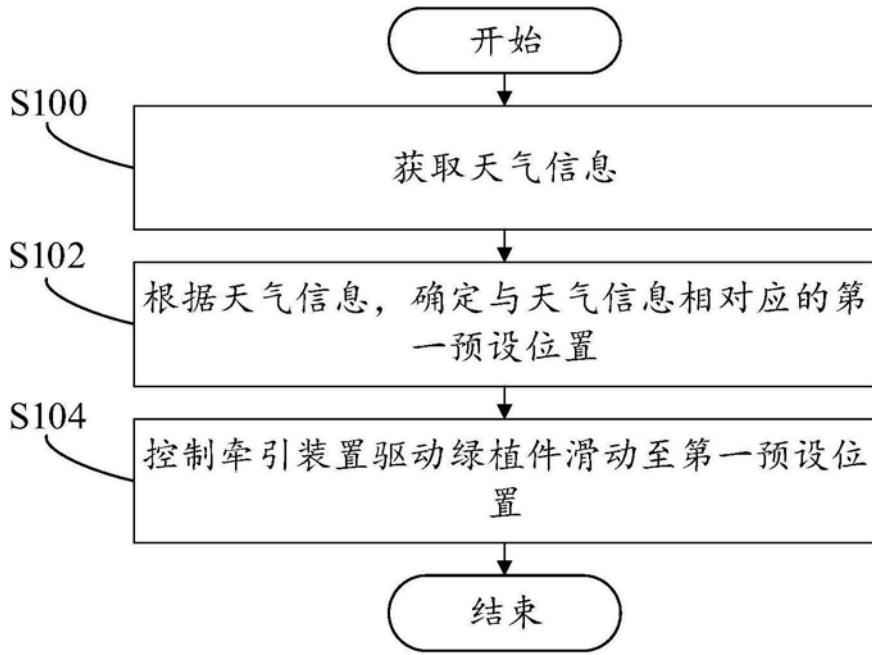 开始
S100
获取天气信息
S102
根据天气信息，确定与天气信息相对应的第
一预设位置
S104
控制牵引装置驱动绿植件滑动至第一预设位
置
结束